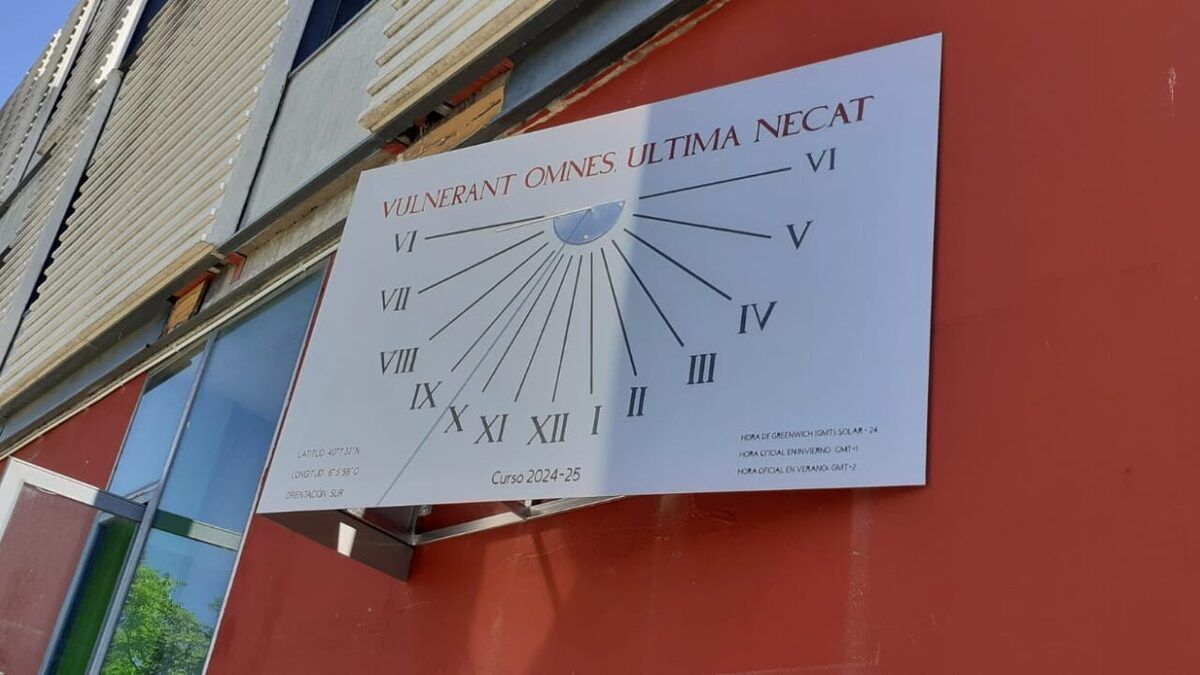 VULNERANT OMNES, ULTIMA NECAT
VI
VI
VII
V
VIII
IV
IX
III
X
II
XI
I
XII
LATITUD: 40°1'32''N
LONGITUD: 6°5'58''O
ORIENTACIÓN: SUR
Curso 2024-25
HORA DE GREENWICH (GMT): SOLAR + 24
HORA OFICIAL EN INVIERNO: GMT+1
HORA OFICIAL EN VERANO: GMT+2